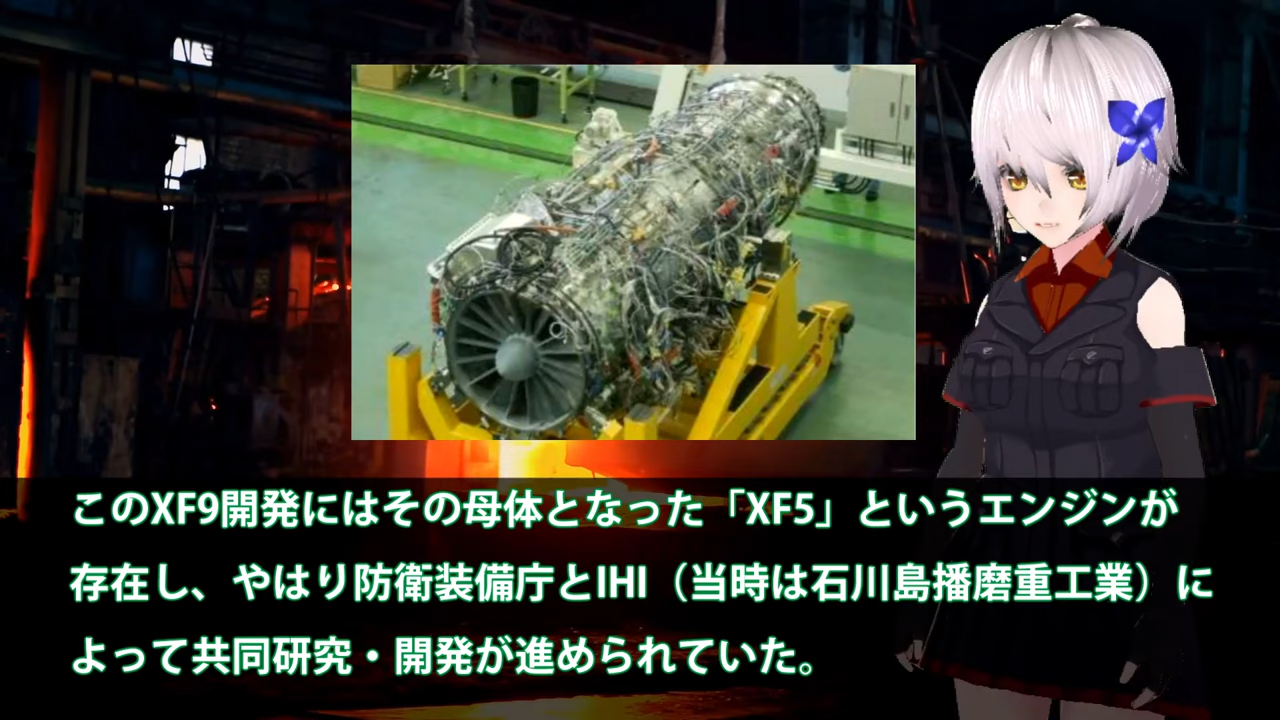 このXF9開発にはその母体となった「XF5」というエンジンが
存在し、やはり防衛装備庁とIHI（当時は石川島播磨重工業）に
よって共同研究・開発が進められていた。